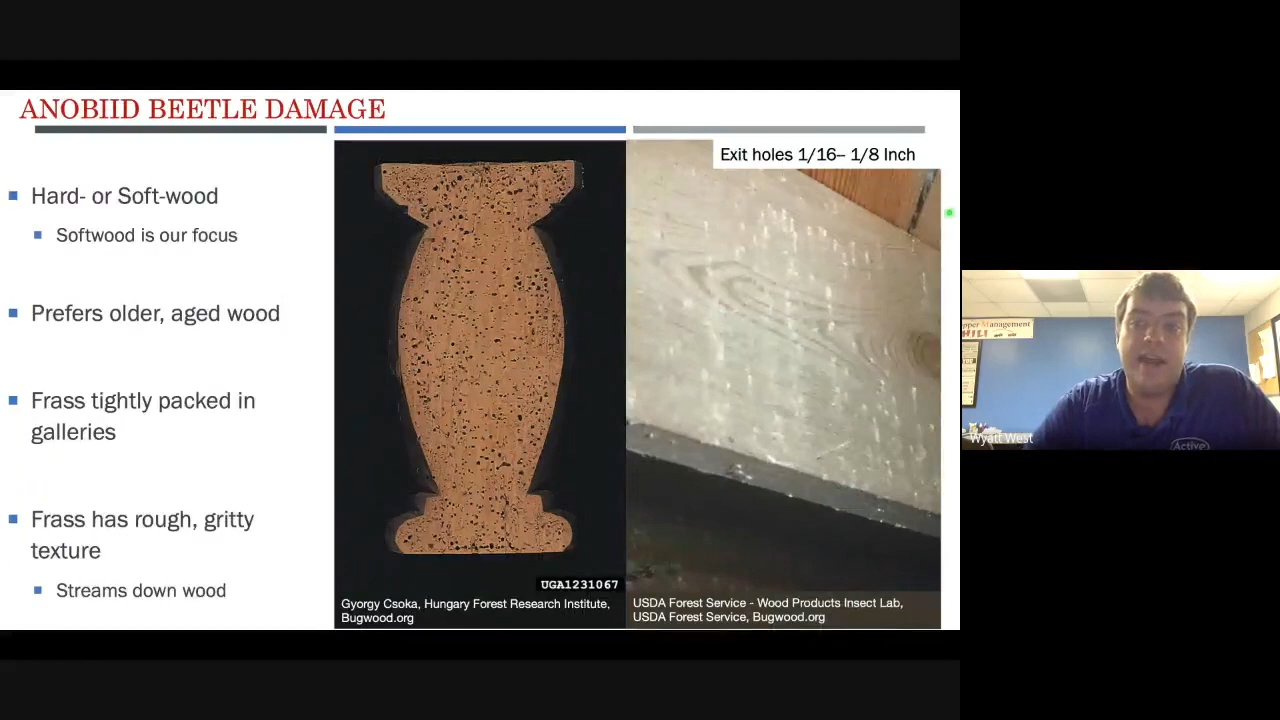 ANOBIID BEETLE DAMAGE
Exit holes 1/16– 1/8 Inch
Hard- or Soft-wood
Softwood is our focus
Prefers older, aged wood
Frass tightly packed in
galleries
Frass has rough, gritty
texture
Streams down wood
UGA1231067
Gyorgy Csoka, Hungary Forest Research Institute,
Bugwood.org
USDA Forest Service - Wood Products Insect Lab,
USDA Forest Service, Bugwood.org
Management
Wyatt West
Active